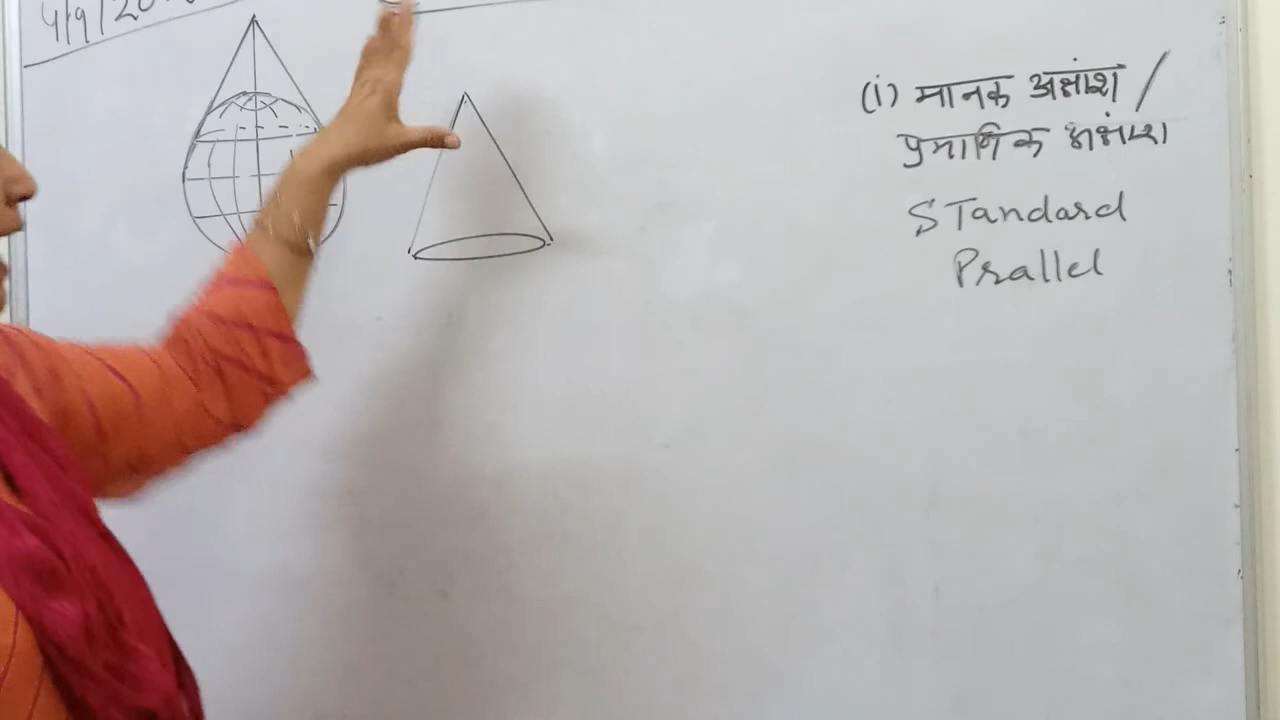 4/9/20
(i) मानक अक्षांश /
प्रमाणिक अक्षांश
STandard
Prallel